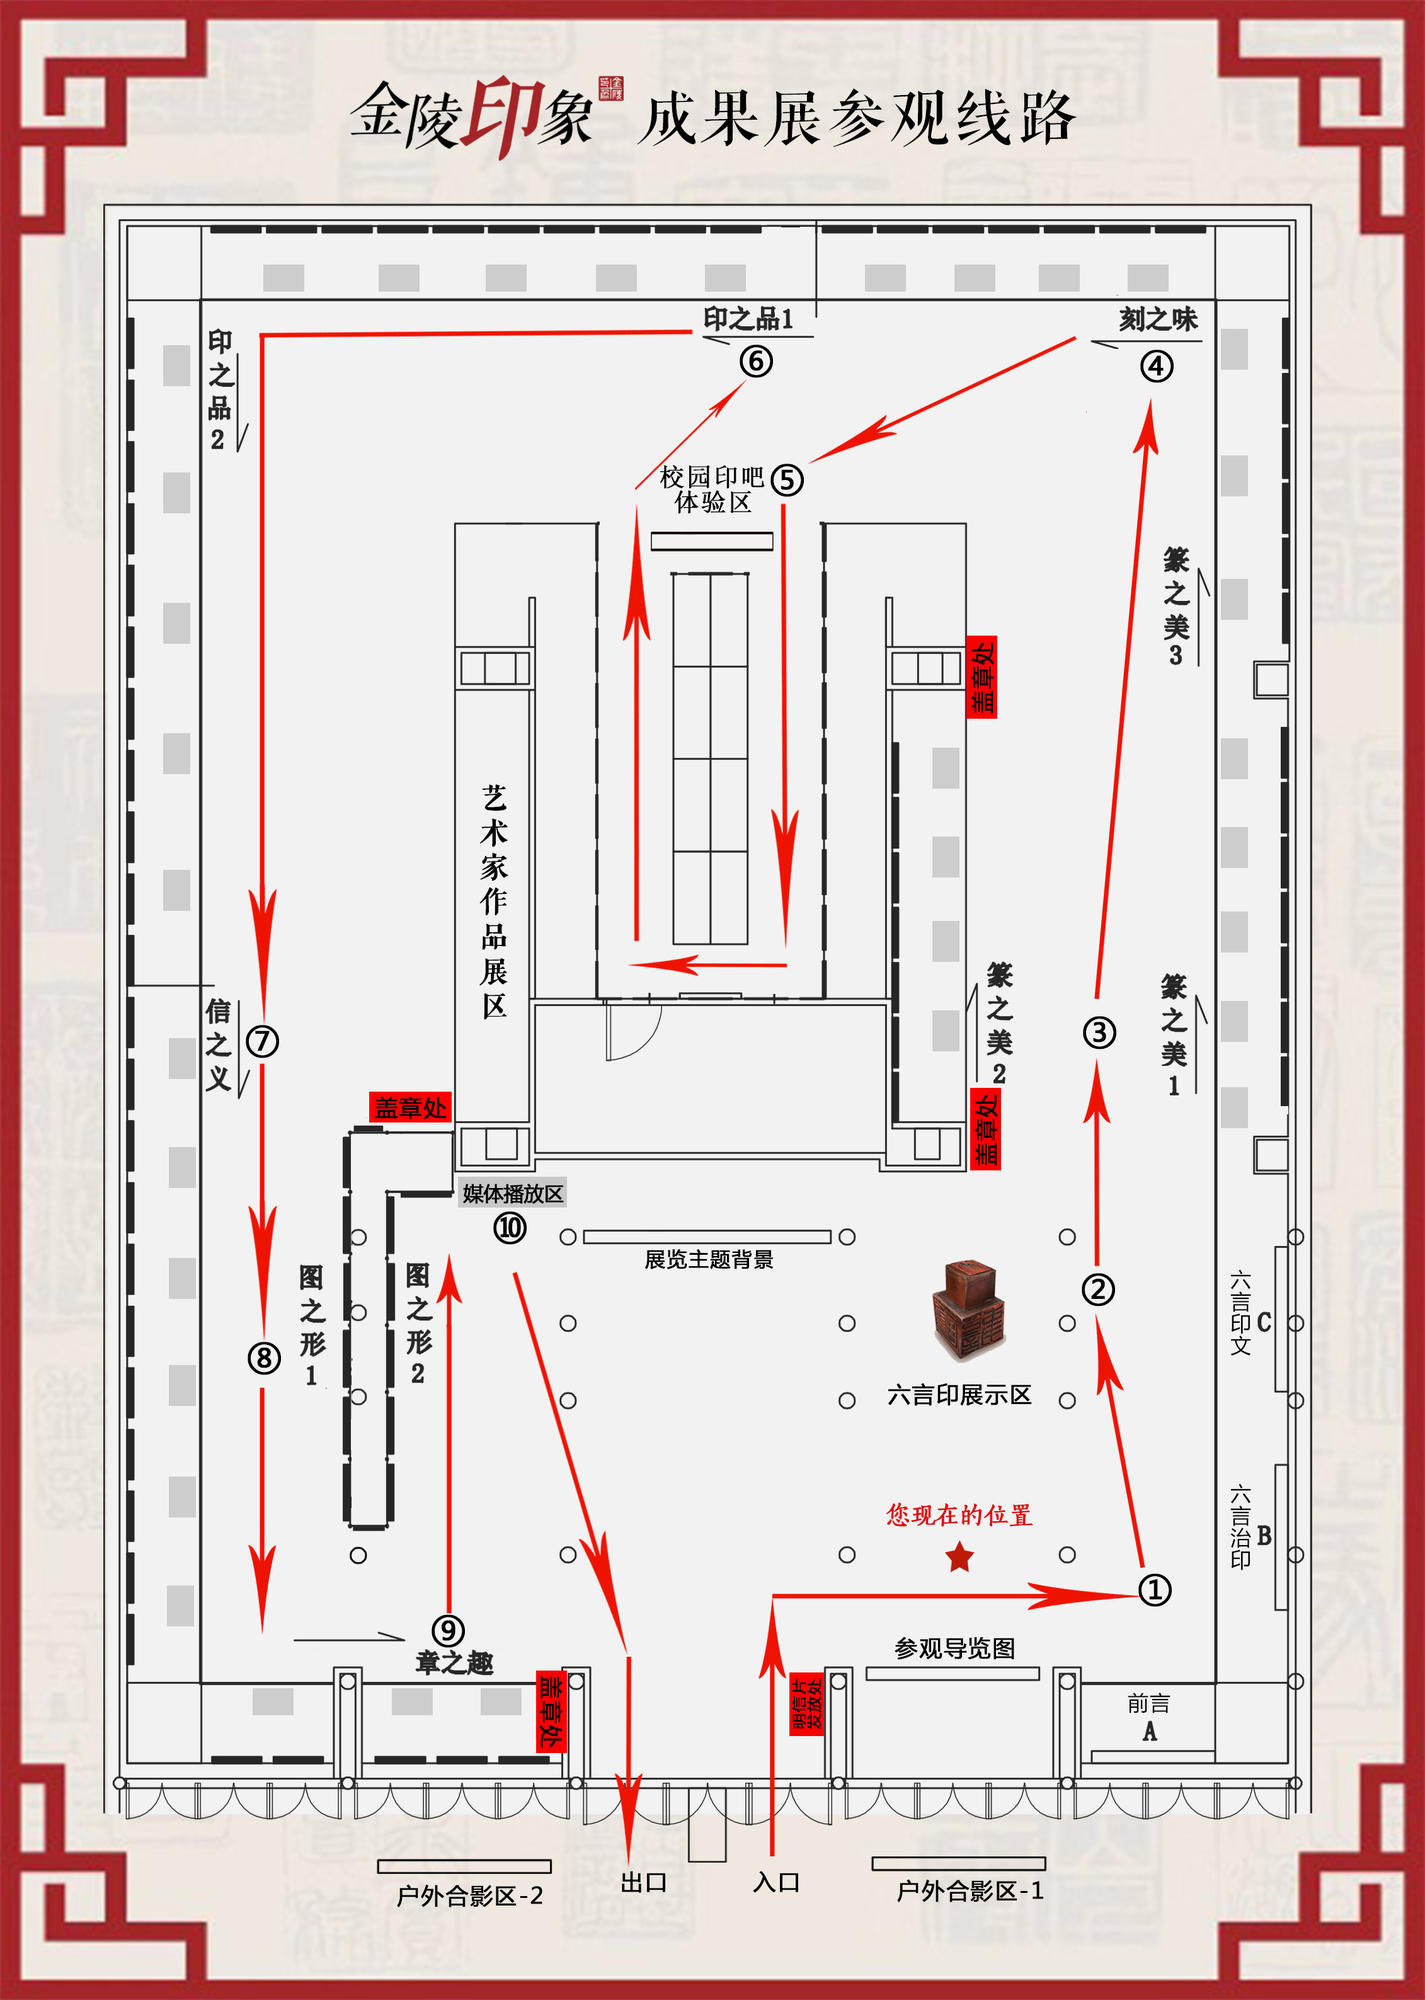 金陵印象 成果展参观线路
印之品1
⑥
刻之味
④
印之品2
校园印吧
体验区
⑤
篆之美3
盖章处
艺术家作品展区
信之义
⑦
篆之美2
③
篆之美1
盖章处
盖章处
媒体播放区
⑩
展览主题背景
图之形1
图之形2
⑧
②
六言印文 C
六言印展示区
六言治印 B
您现在的位置
①
⑨
章之趣
盖章处
明信片
发放处
参观导览图
前言
A
出口
入口
户外合影区-2
户外合影区-1